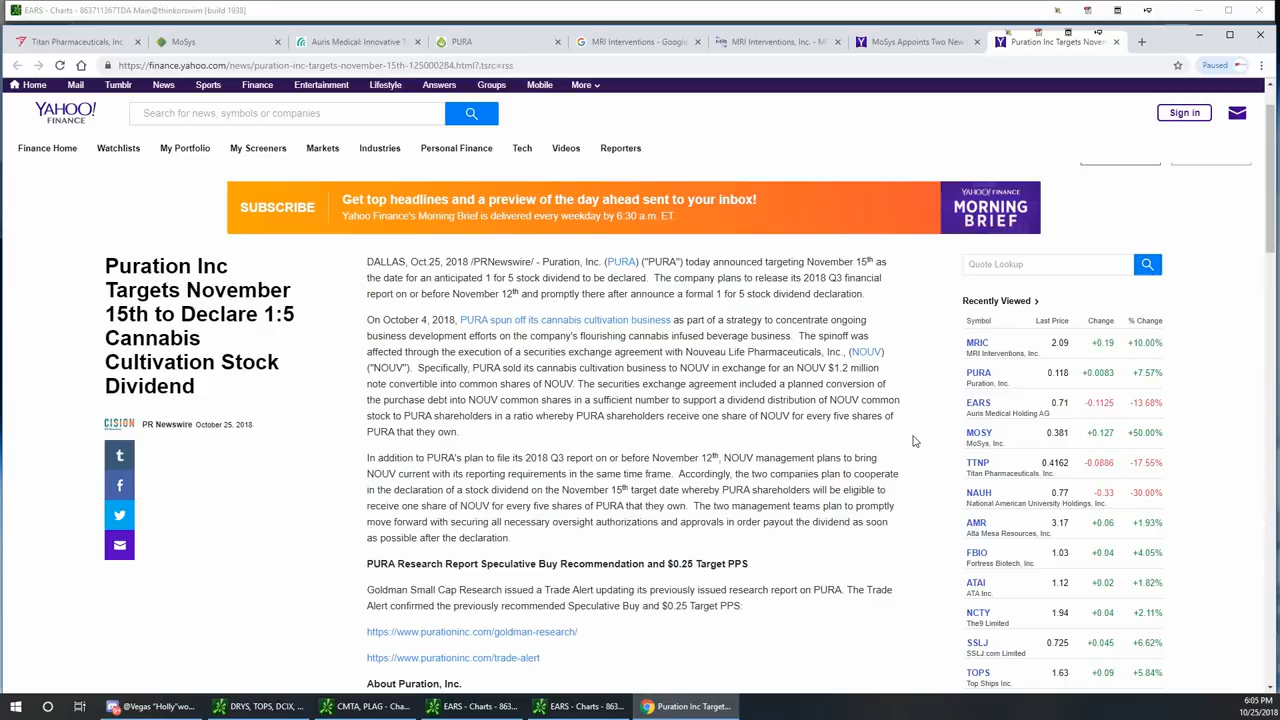 EARS - Charts - 863711367TDA Main@thinkorswim [build 1938]
Titan Pharmaceuticals, Inc.
MoSys
Auris Medical: Innovative T
PURA
MRI Interventions - Google
MRI Interventions, Inc. - M
MoSys Appoints Two New
Puration Inc Targets Novem
https://finance.yahoo.com/news/puration-inc-targets-november-15th-125000284.html?.tsrc=rss
Paused
Home Mail Tumblr News Sports Finance Entertainment Lifestyle Answers Groups Mobile More
YAHOO!
FINANCE
Search for news, symbols or companies
Sign in
Finance Home Watchlists My Portfolio My Screeners Markets Industries Personal Finance Tech Videos Reporters
SUBSCRIBE
Get top headlines and a preview of the day ahead sent to your inbox!
Yahoo Finance's Morning Brief is delivered every weekday by 6:30 a.m. ET.
YAHOO! FINANCE
MORNING
BRIEF
Puration Inc
Targets November
15th to Declare 1:5
Cannabis
Cultivation Stock
Dividend
CISION
PR Newswire October 25, 2018
DALLAS, Oct.25, 2018 /PRNewswire/ - Puration, Inc. (PURA) ("PURA") today announced targeting November 15th as
the date for an anticipated 1 for 5 stock dividend to be declared. The company plans to release its 2018 Q3 financial
report on or before November 12th and promptly there after announce a formal 1 for 5 stock dividend declaration.
On October 4, 2018, PURA spun off its cannabis cultivation business as part of a strategy to concentrate ongoing
business development efforts on the company's flourishing cannabis infused beverage business. The spinoff was
affected through the execution of a securities exchange agreement with Nouveau Life Pharmaceuticals, Inc., (NOUV)
("NOUV"). Specifically, PURA sold its cannabis cultivation business to NOUV in exchange for an NOUV $1.2 million
note convertible into common shares of NOUV. The securities exchange agreement included a planned conversion of
the purchase debt into NOUV common shares in a sufficient number to support a dividend distribution of NOUV common
stock to PURA shareholders in a ratio whereby PURA shareholders receive one share of NOUV for every five shares of
PURA that they own.
In addition to PURA's plan to file its 2018 Q3 report on or before November 12th, NOUV management plans to bring
NOUV current with its reporting requirements in the same time frame. Accordingly, the two companies plan to cooperate
in the declaration of a stock dividend on the November 15th target date whereby PURA shareholders will be eligible to
receive one share of NOUV for every five shares of PURA that they own. The two management teams plan to promptly
move forward with securing all necessary oversight authorizations and approvals in order payout the dividend as soon
as possible after the declaration.
PURA Research Report Speculative Buy Recommendation and $0.25 Target PPS
Goldman Small Cap Research issued a Trade Alert updating its previously issued research report on PURA. The Trade
Alert confirmed the previously recommended Speculative Buy and $0.25 Target PPS:
https://www.purationinc.com/goldman-research/
https://www.purationinc.com/trade-alert
About Puration, Inc.
Quote Lookup
Recently Viewed
Symbol Last Price Change % Change
MRIC 2.09 +0.19 +10.00%
MRI Interventions, Inc.
PURA 0.118 +0.0083 +7.57%
Puration, Inc.
EARS 0.71 -0.1125 -13.68%
Auris Medical Holding AG
MOSY 0.381 +0.127 +50.00%
MoSys, Inc.
TTNP 0.4162 -0.0886 -17.55%
Titan Pharmaceuticals, Inc.
NAUH 0.77 -0.33 -30.00%
National American University Holdings, Inc.
AMR 3.17 +0.06 +1.93%
Alta Mesa Resources, Inc.
FBIO 1.03 +0.04 +4.05%
Fortress Biotech, Inc.
ATAI 1.12 +0.02 +1.82%
ATA Inc.
NCTY 1.94 +0.04 +2.11%
The9 Limited
SSLJ 0.725 +0.045 +6.62%
SSLJ.com Limited
TOPS 1.63 +0.09 +5.84%
Top Ships Inc.
@Vegas "Holly"wo...
DRYS, TOPS, DCIX, ...
CMTA, PLAG - Cha...
EARS - Charts - 863...
EARS - Charts - 863...
Puration Inc Target...
6:05 PM
10/25/2018